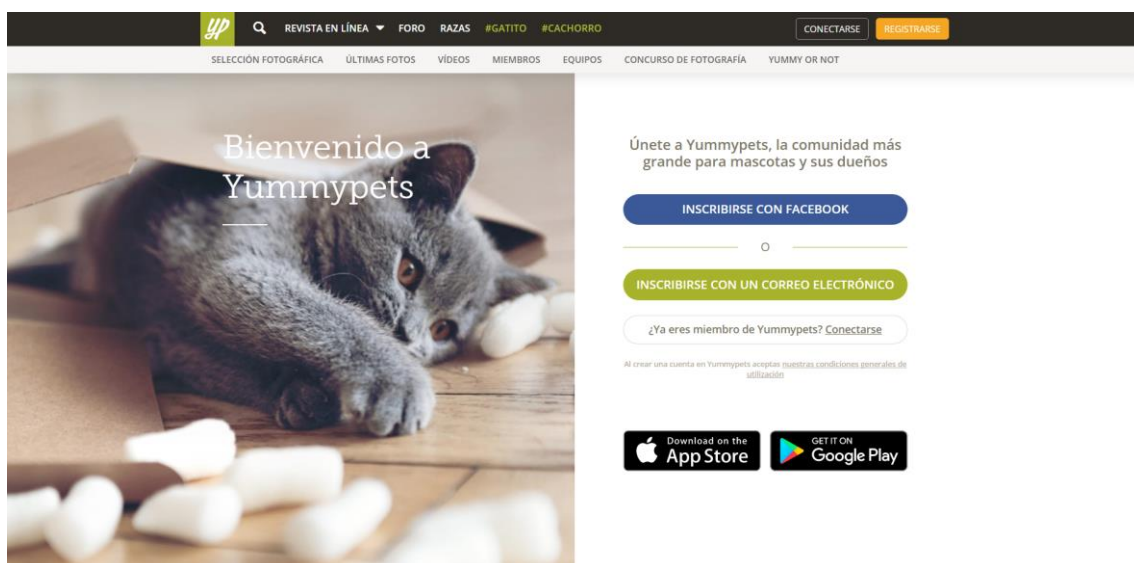 yp REVISTA EN LÍNEA FORO RAZAS #GATITO #CACHORRO CONECTARSE REGISTRARSE
SELECCIÓN FOTOGRÁFICA ÚLTIMAS FOTOS VÍDEOS MIEMBROS EQUIPOS CONCURSO DE FOTOGRAFÍA YUMMY OR NOT
Bienvenido a
Yummypets
Únete a Yummypets, la comunidad más
grande para mascotas y sus dueños
INSCRIBIRSE CON FACEBOOK
O
INSCRIBIRSE CON UN CORREO ELECTRÓNICO
¿Ya eres miembro de Yummypets? Conectarse
Al crear una cuenta en Yummypets aceptas nuestras condiciones generales de
utilización
Download on the
App Store
GET IT ON
Google Play